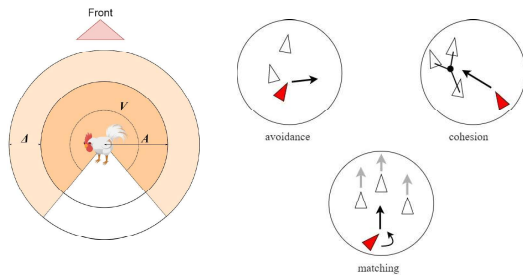 Front
V
Δ
A
avoidance
cohesion
matching